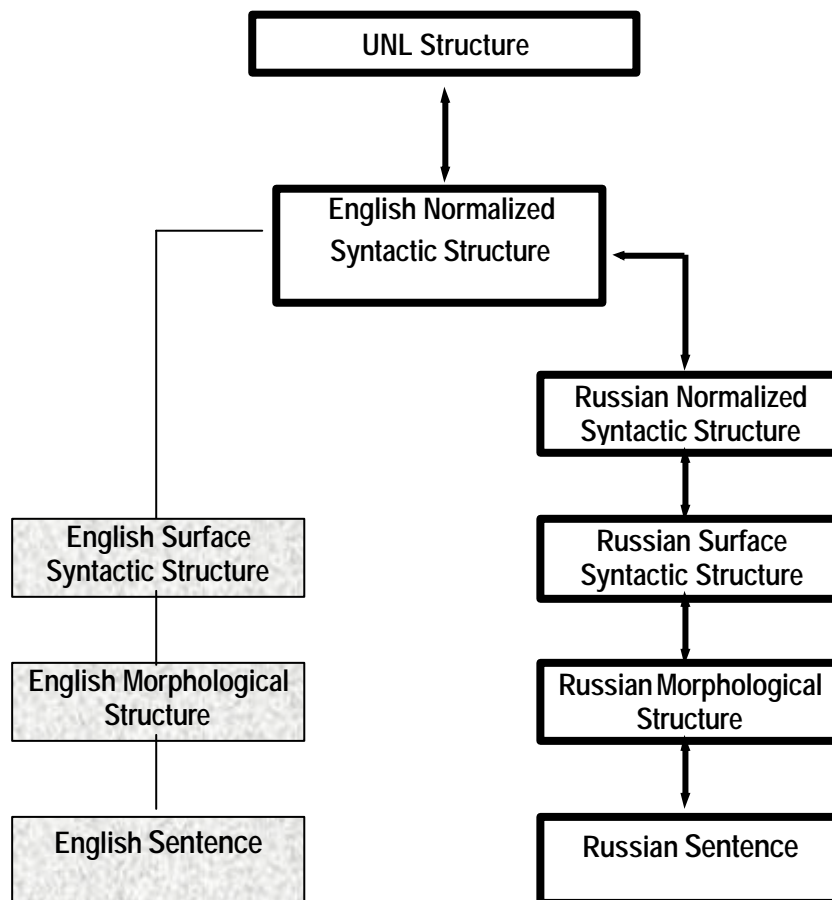 UNL Structure
English Normalized
Syntactic Structure
Russian Normalized
Syntactic Structure
English Surface
Syntactic Structure
Russian Surface
Syntactic Structure
English Morphological
Structure
Russian Morphological
Structure
English Sentence
Russian Sentence